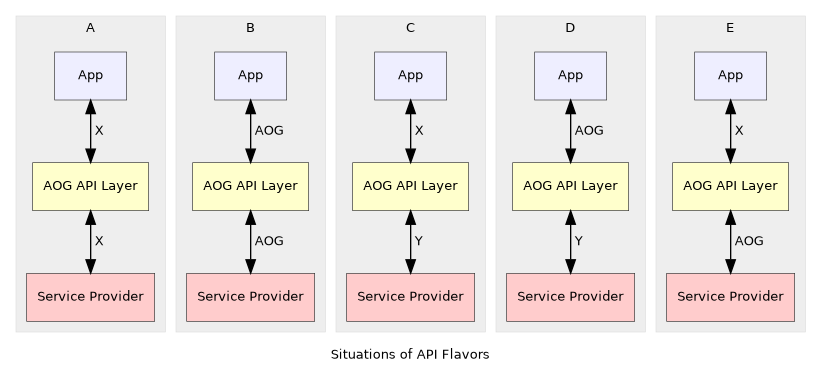 A
B
C
D
E
App
App
App
App
App
X
AOG
X
AOG
X
AOG API Layer
AOG API Layer
AOG API Layer
AOG API Layer
AOG API Layer
X
AOG
Y
Y
AOG
Service Provider
Service Provider
Service Provider
Service Provider
Service Provider
Situations of API Flavors